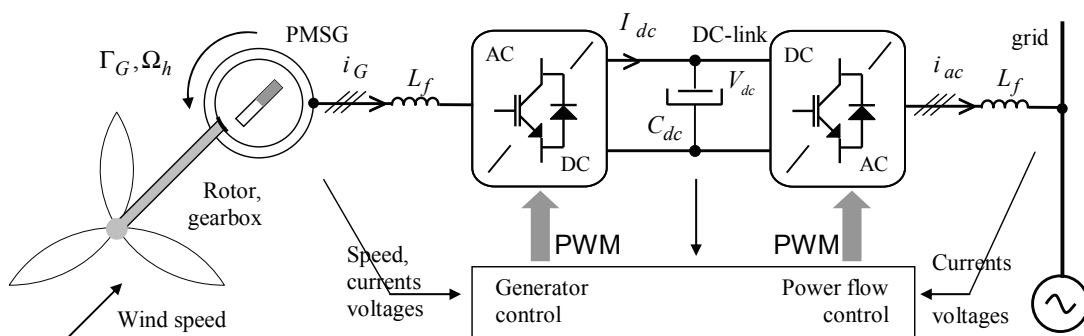 PMSG
Γ_G, Ω_h
i_G
L_f
AC
DC
I_dc
DC-link
V_dc
C_dc
DC
AC
i_ac
L_f
grid
Rotor,
gearbox
PWM
PWM
Speed,
currents
voltages
Generator
control
Power flow
control
Currents
voltages
Wind speed